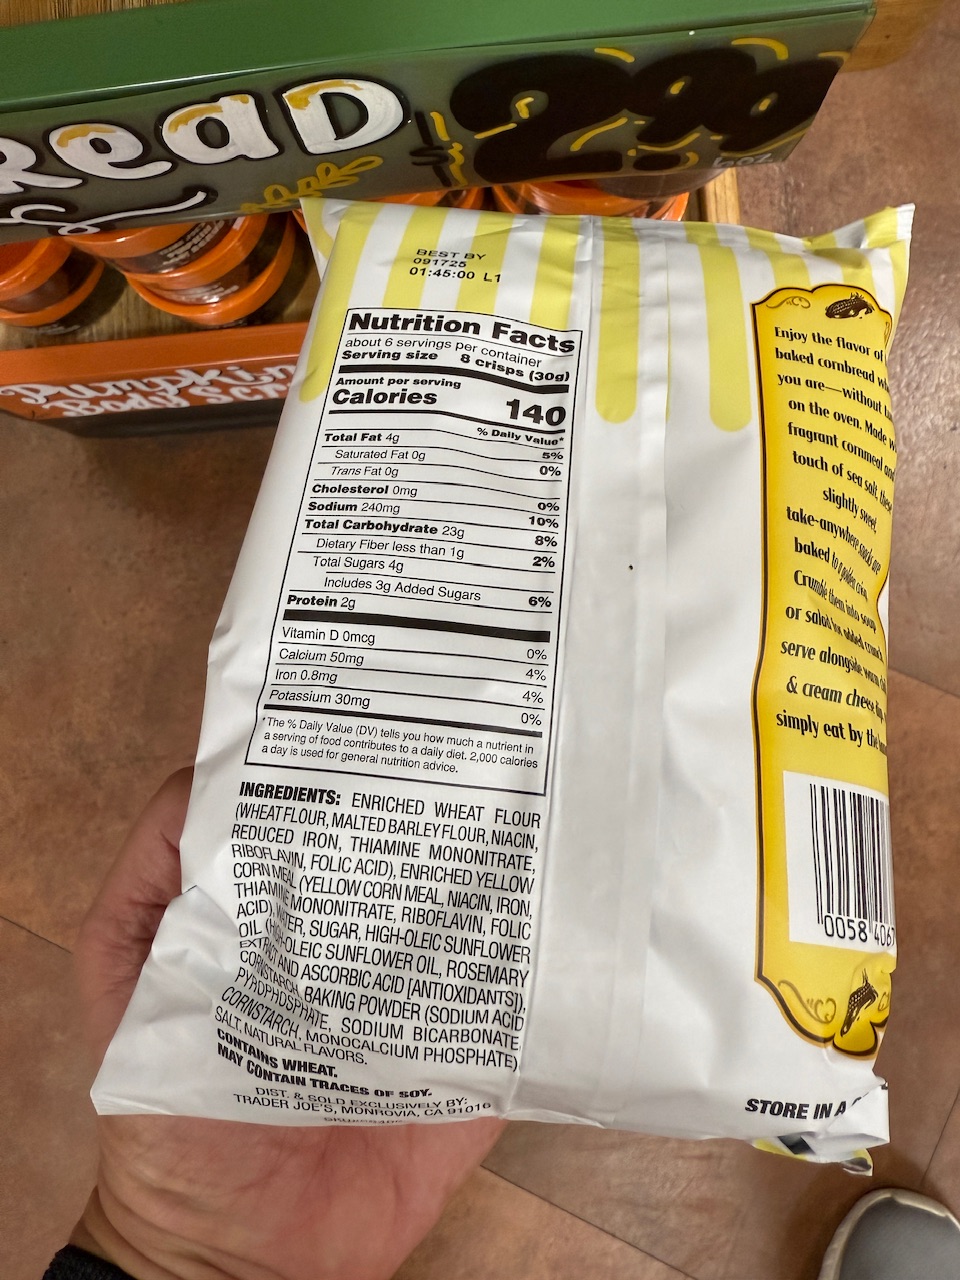 ReaD
$2.99
BEST BY
091725
01:45:00 L1
Nutrition Facts
about 6 servings per container
Serving size 8 crisps (30g)
Amount per serving
Calories 140
% Daily Value*
Total Fat 4g 5%
Saturated Fat 0g 0%
Trans Fat 0g
Cholesterol 0mg 0%
Sodium 240mg 10%
Total Carbohydrate 23g 8%
Dietary Fiber less than 1g 2%
Total Sugars 4g
Includes 3g Added Sugars 6%
Protein 2g
Vitamin D 0mcg 0%
Calcium 50mg 4%
Iron 0.8mg 4%
Potassium 30mg 0%
*The % Daily Value (DV) tells you how much a nutrient in
a serving of food contributes to a daily diet. 2,000 calories
a day is used for general nutrition advice.
INGREDIENTS: ENRICHED WHEAT FLOUR
(WHEAT FLOUR, MALTED BARLEY FLOUR, NIACIN,
REDUCED IRON, THIAMINE MONONITRATE,
RIBOFLAVIN, FOLIC ACID), ENRICHED YELLOW
CORN MEAL (YELLOW CORN MEAL, NIACIN, IRON,
THIAMINE MONONITRATE, RIBOFLAVIN, FOLIC
ACID), WATER, SUGAR, HIGH-OLEIC SUNFLOWER
OIL (HIGH-OLEIC SUNFLOWER OIL, ROSEMARY
EXTRACT AND ASCORBIC ACID [ANTIOXIDANTS]),
CORNSTARCH, BAKING POWDER (SODIUM ACID
PYROPHOSPHATE, SODIUM BICARBONATE,
CORNSTARCH, MONOCALCIUM PHOSPHATE)
SALT, NATURAL FLAVORS.
CONTAINS WHEAT.
MAY CONTAIN TRACES OF SOY.
DIST. & SOLD EXCLUSIVELY BY:
TRADER JOE'S, MONROVIA, CA 91016
Enjoy the flavor of
baked cornbread
you are—without
on the oven. Made
fragrant cornmeal and
touch of sea salt, these
slightly sweet,
take-anywhere snacks are
baked to a golden crisp.
Crumble them into soup
or salad for added crunch,
serve alongside warm
& cream cheese dip,
simply eat by the
0058 406
STORE IN A
Pumpkin
Body SC